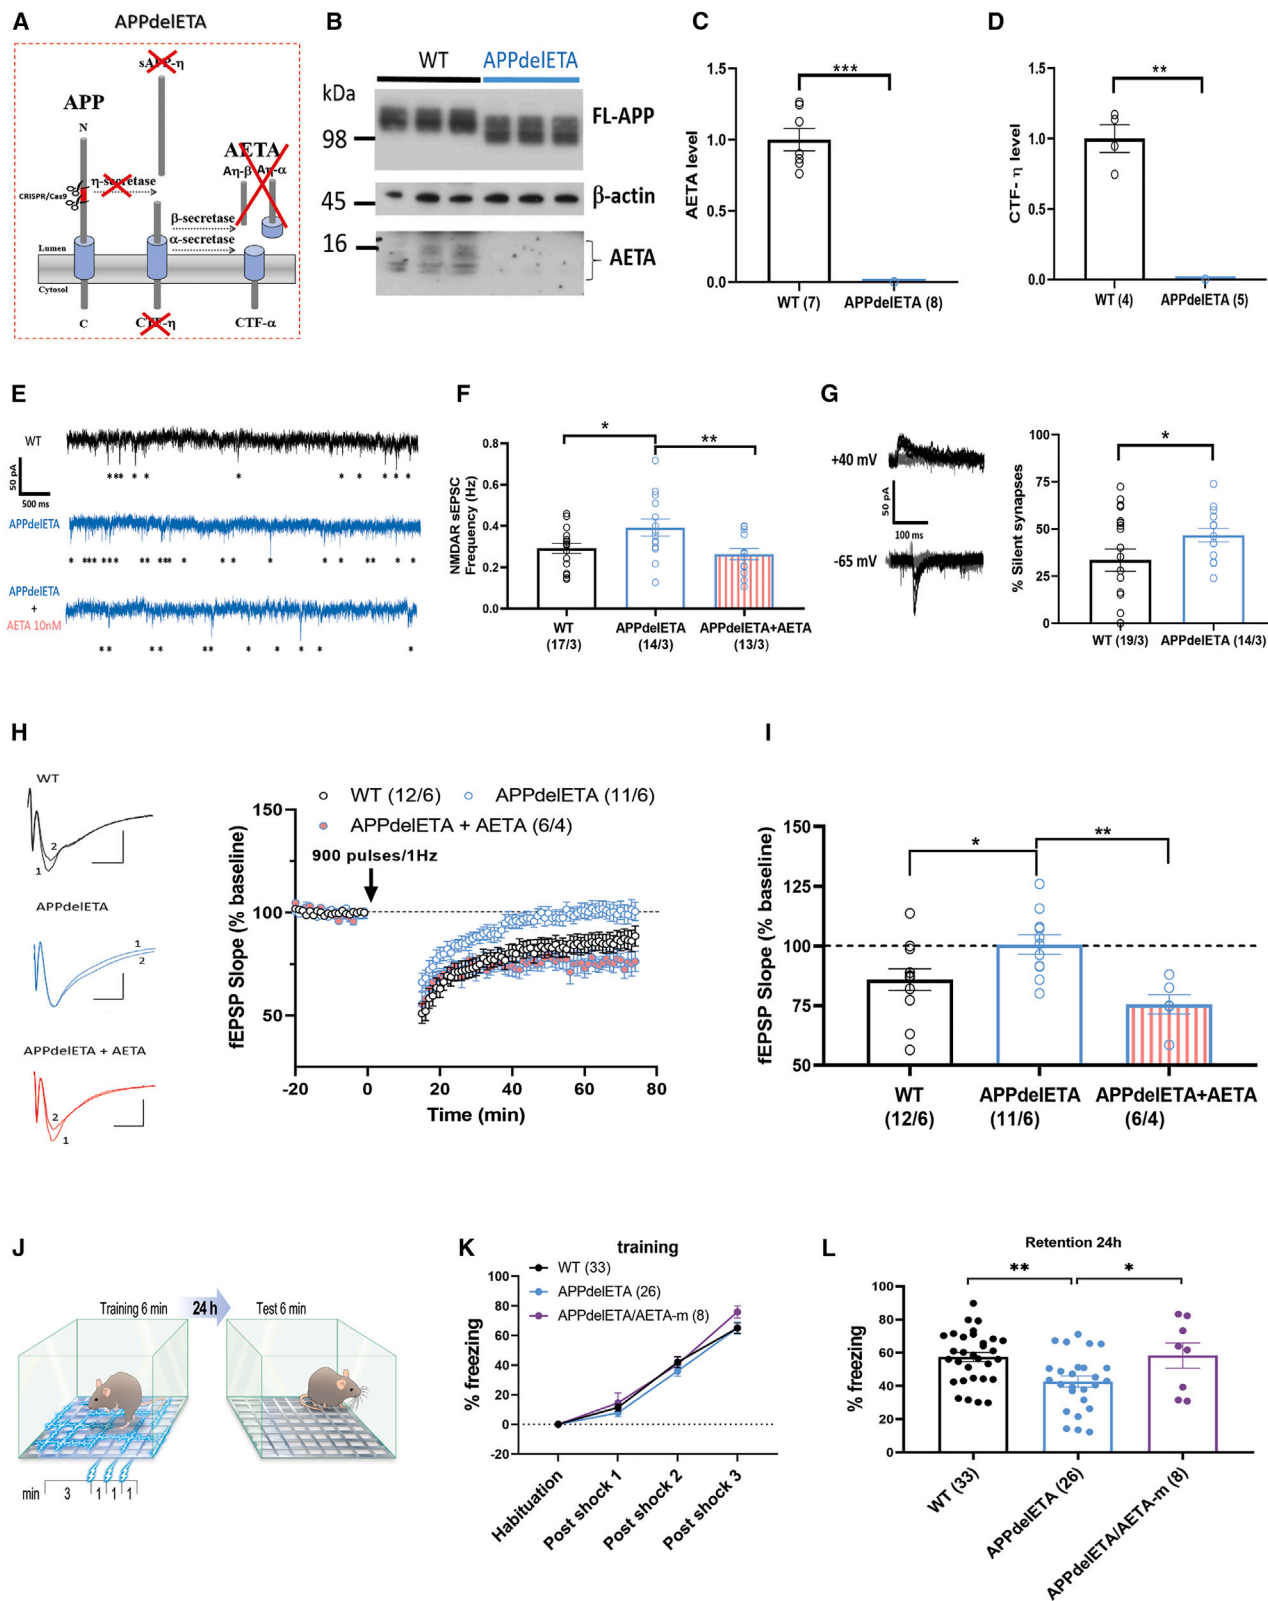 A
APPdelETA
sAPP-η
APP
N
AETA
Aη-β Aη-α
η-secretase
CRISPR/Cas9
β-secretase
α-secretase
Lumen
Cytosol
C
CTF-η
CTF-α
B
WT APPdelETA
kDa
FL-APP
98
β-actin
45
16
AETA
C
1.5
1.0
0.5
0.0
AETA level
***
WT (7)
APPdelETA (8)
D
1.5
1.0
0.5
0.0
CTF- η level
**
WT (4)
APPdelETA (5)
E
WT
50 pA
500 ms
*** * * * * * * * *
APPdelETA
APPdelETA
+
AETA 10nM
F
NMDAR sEPSC
Frequency (Hz)
0.8
0.6
0.4
0.2
0.0
*
**
WT
(17/3)
APPdelETA
(14/3)
APPdelETA+AETA
(13/3)
G
+40 mV
50 pA
100 ms
-65 mV
% Silent synapses
100
75
50
25
0
*
WT (19/3)
APPdelETA (14/3)
H
WT
2
1
APPdelETA
1
2
APPdelETA + AETA
2
1
WT (12/6)
APPdelETA (11/6)
APPdelETA + AETA (6/4)
900 pulses/1Hz
fEPSP Slope (% baseline)
150
100
50
-20 0 20 40 60 80
Time (min)
I
fEPSP Slope (% baseline)
150
125
100
75
50
*
**
WT
(12/6)
APPdelETA
(11/6)
APPdelETA+AETA
(6/4)
J
Training 6 min
24 h
Test 6 min
min 3 1 1 1
K
training
WT (33)
APPdelETA (26)
APPdelETA/AETA-m (8)
% freezing
100
80
60
40
20
0
-20
Habituation
Post shock 1
Post shock 2
Post shock 3
L
Retention 24h
**
*
% freezing
100
80
60
40
20
0
WT (33)
APPdelETA (26)
APPdelETA/AETA-m (8)